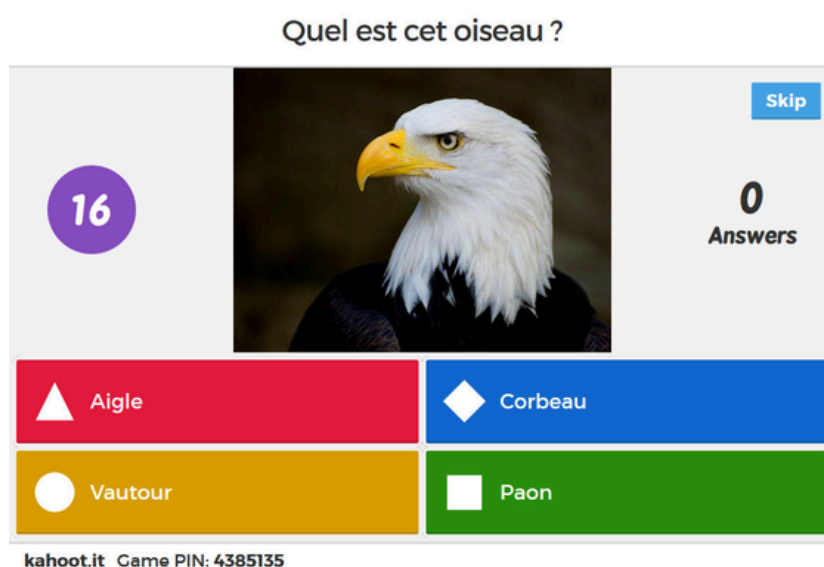 Quel est cet oiseau ?
Skip
16
0
Answers
Aigle
Corbeau
Vautour
Paon
kahoot.it Game PIN: 4385135